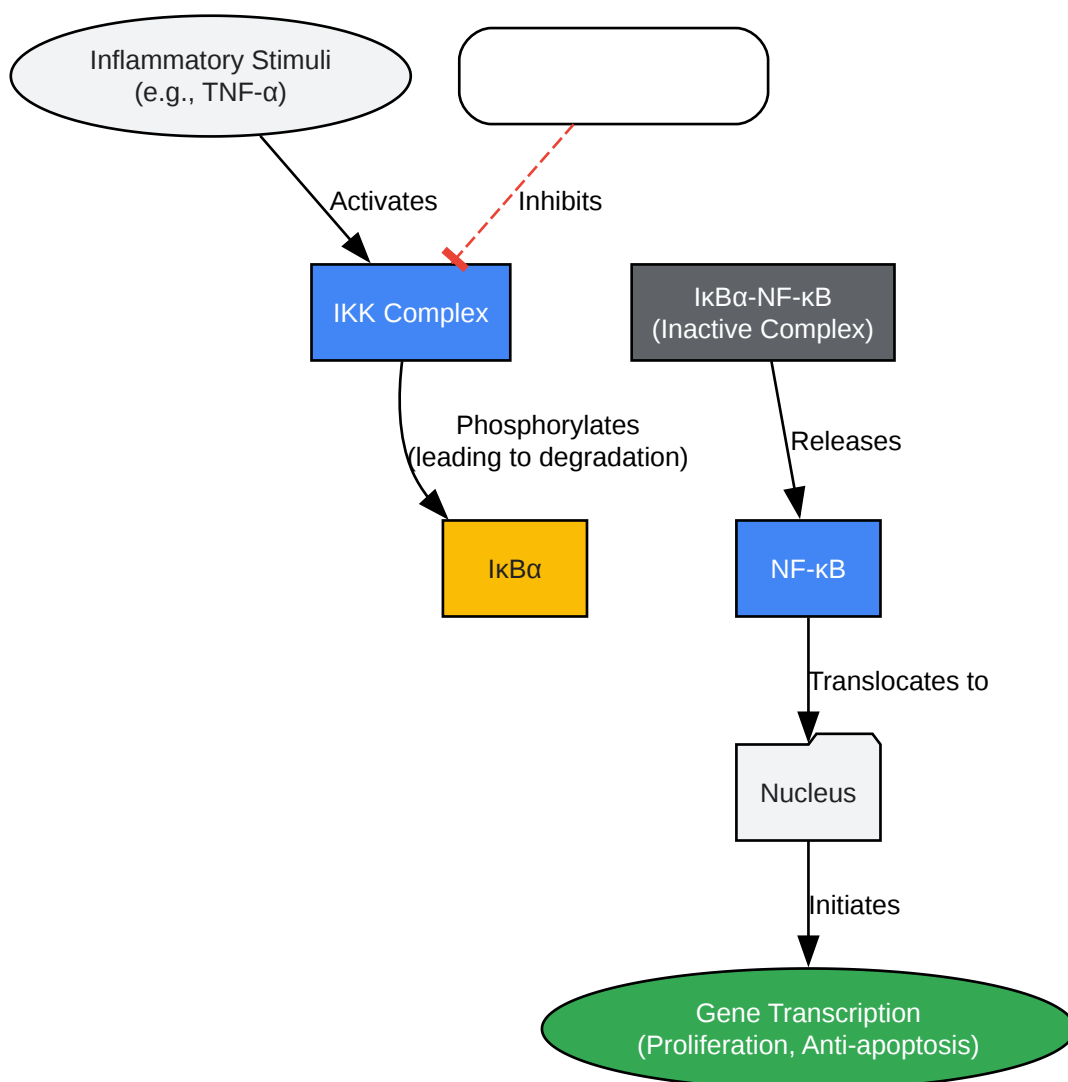 Inflammatory Stimuli
(e.g., TNF-α)
Activates
Inhibits
IKK Complex
IκBα-NF-κB
(Inactive Complex)
Phosphorylates
(leading to degradation)
Releases
IκBα
NF-κB
Translocates to
Nucleus
Initiates
Gene Transcription
(Proliferation, Anti-apoptosis)